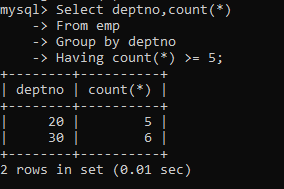 mysql> Select deptno,count(*)
    -> From emp
    -> Group by deptno
    -> Having count(*) >= 5;
+--------+----------+
| deptno | count(*) |
+--------+----------+
|     20 |        5 |
|     30 |        6 |
+--------+----------+
2 rows in set (0.01 sec)